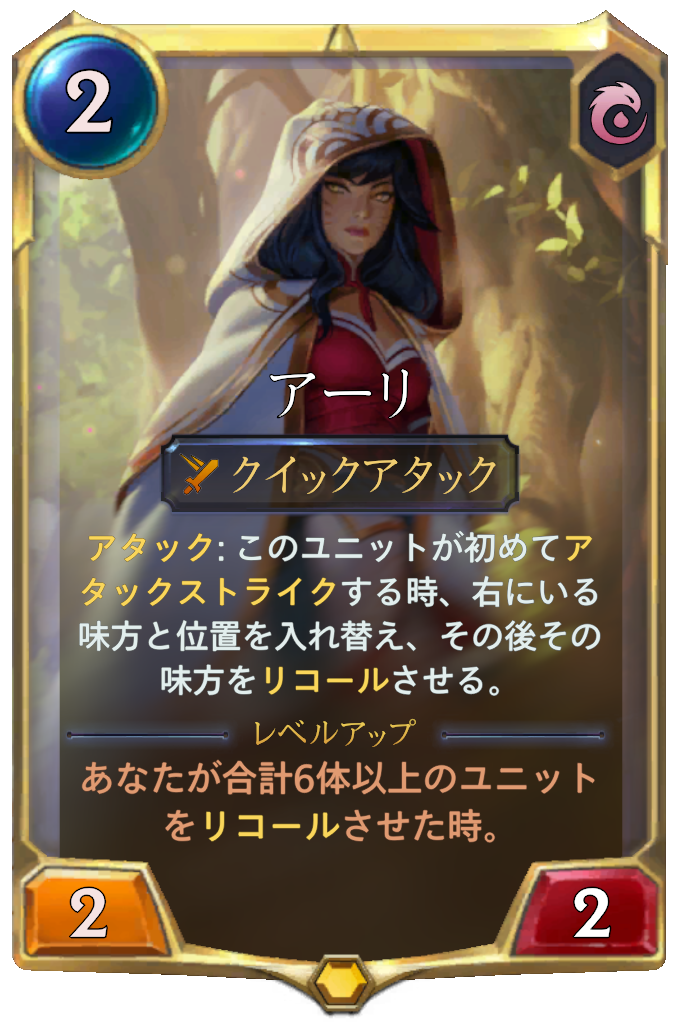 2
アーリ
クイックアタック
アタック: このユニットが初めてア
タックストライクする時、右にいる
味方と位置を入れ替え、その後その
味方をリコールさせる。
レベルアップ
あなたが合計6体以上のユニット
をリコールさせた時。
2 2